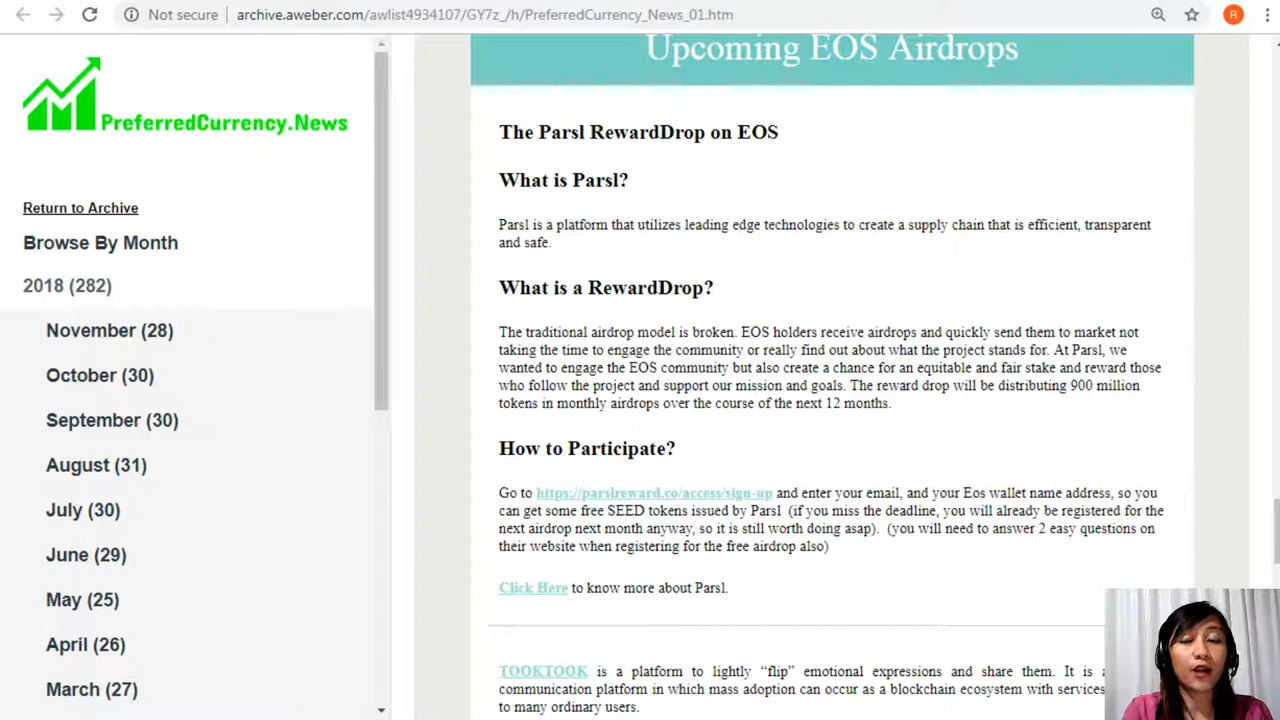 Not secure archive.aweber.com/awlist4934107/GY7z_/h/PreferredCurrency_News_01.htm
R
PreferredCurrency.News
Return to Archive
Browse By Month
2018 (282)
November (28)
October (30)
September (30)
August (31)
July (30)
June (29)
May (25)
April (26)
March (27)
Upcoming EOS Airdrops
The Parsl RewardDrop on EOS
What is Parsl?
Parsl is a platform that utilizes leading edge technologies to create a supply chain that is efficient, transparent
and safe.
What is a RewardDrop?
The traditional airdrop model is broken. EOS holders receive airdrops and quickly send them to market not
taking the time to engage the community or really find out about what the project stands for. At Parsl, we
wanted to engage the EOS community but also create a chance for an equitable and fair stake and reward those
who follow the project and support our mission and goals. The reward drop will be distributing 900 million
tokens in monthly airdrops over the course of the next 12 months.
How to Participate?
Go to https://parslreward.co/access/sign-up and enter your email, and your Eos wallet name address, so you
can get some free SEED tokens issued by Parsl (if you miss the deadline, you will already be registered for the
next airdrop next month anyway, so it is still worth doing asap). (you will need to answer 2 easy questions on
their website when registering for the free airdrop also)
Click Here to know more about Parsl.
TOOKTOOK is a platform to lightly “flip” emotional expressions and share them. It is a
communication platform in which mass adoption can occur as a blockchain ecosystem with services
to many ordinary users.